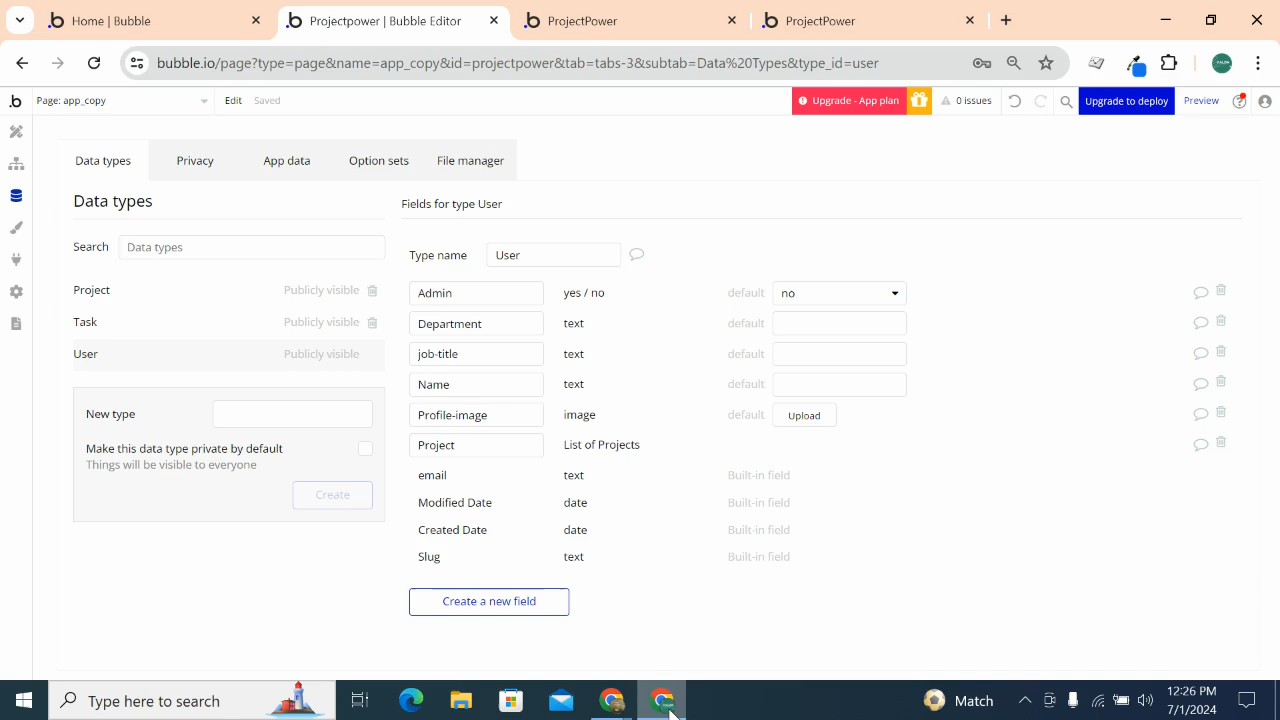 Home | Bubble
Projectpower | Bubble Editor
ProjectPower
ProjectPower
bubble.io/page?type=page&name=app_copy&id=projectpower&tab=tabs-3&subtab=Data%20Types&type_id=user
Page: app_copy
Edit
Saved
Upgrade - App plan
0 issues
Upgrade to deploy
Preview
Data types
Privacy
App data
Option sets
File manager
Data types
Search
Data types
Project
Publicly visible
Task
Publicly visible
User
Publicly visible
New type
Make this data type private by default
Things will be visible to everyone
Create
Fields for type User
Type name
User
Admin
yes / no
default
no
Department
text
default
job-title
text
default
Name
text
default
Profile-image
image
default
Upload
Project
List of Projects
email
text
Built-in field
Modified Date
date
Built-in field
Created Date
date
Built-in field
Slug
text
Built-in field
Create a new field
Type here to search
Match
12:26 PM
7/1/2024